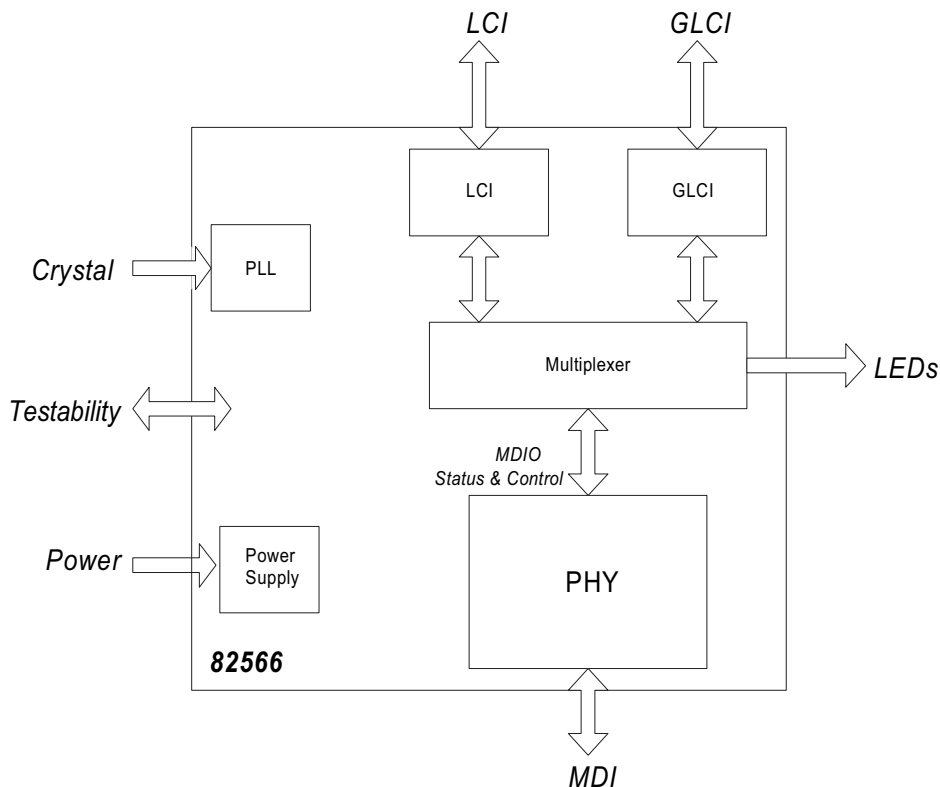 LCI
GLCI
LCI
GLCI
Crystal
PLL
Multiplexer
LEDs
Testability
MDIO
Status & Control
Power
Power
Supply
PHY
82566
MDI